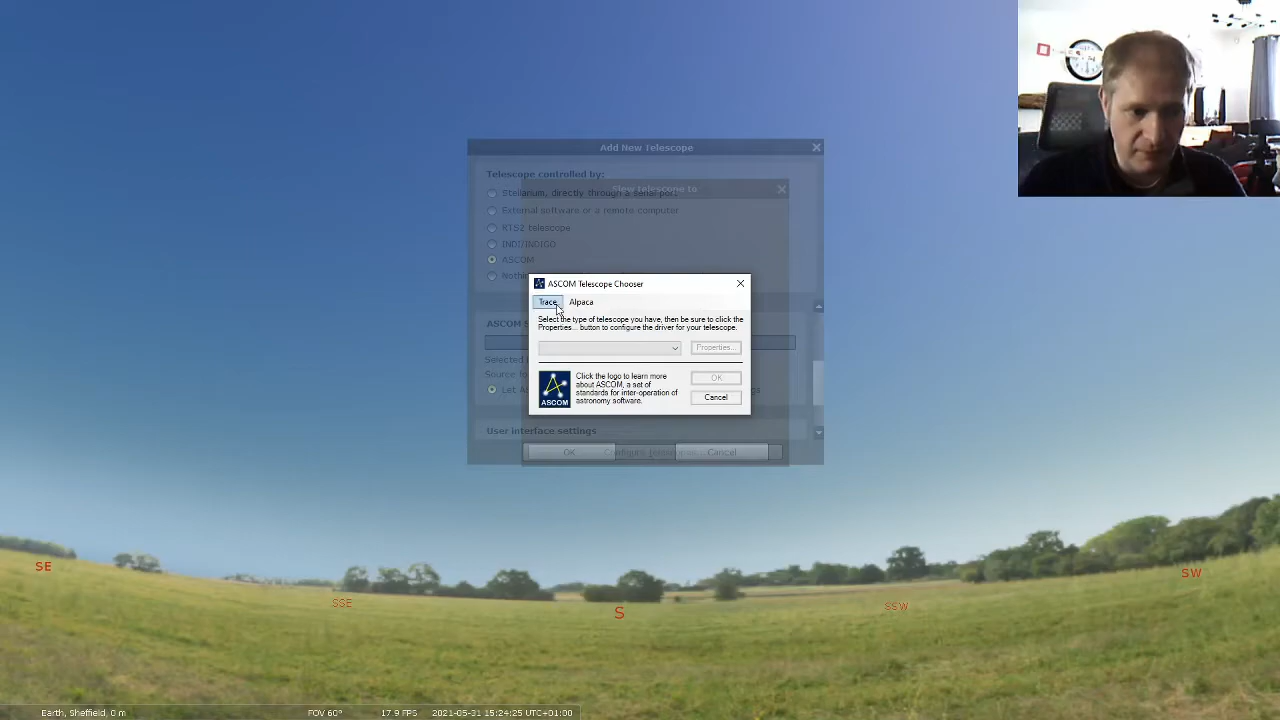 Add New Telescope
Telescope controlled by:
Slew telescope to
Stellarium, directly through a serial port
External software or a remote computer
RTS2 telescope
INDI/INDIGO
ASCOM
ASCOM Telescope Chooser
Trace
Alpaca
Select the type of telescope you have, then be sure to click the
Properties... button to configure the driver for your telescope.
Properties...
Click the logo to learn more
about ASCOM, a set of
standards for inter-operation of
astronomy software.
ASCOM
OK
Cancel
ASCOM S
Selected
Let AS
User interface settings
OK
Configure telescopes...
Cancel
SE
SSE
S
SSW
SW
Earth, Sheffield, 0 m
FOV 60°
17.9 FPS
2021-05-31 15:24:25 UTC+01:00